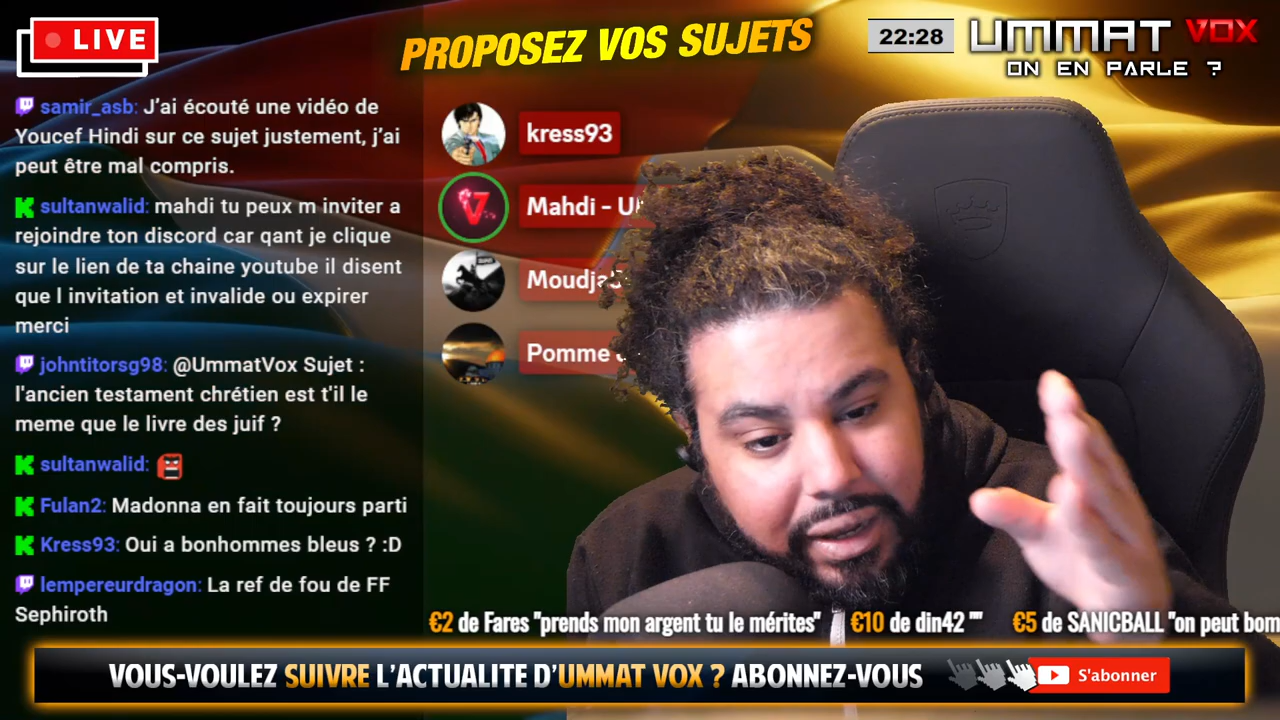 LIVE
PROPOSEZ VOS SUJETS
22:28
UMMAT VOX
ON EN PARLE ?
samir_asb: J'ai écouté une vidéo de
Youcef Hindi sur ce sujet justement, j'ai
peut être mal compris.
sultanwalid: mahdi tu peux m inviter a
rejoindre ton discord car qant je clique
sur le lien de ta chaine youtube il disent
que l invitation et invalide ou expirer
merci
johntitorsg98: @UmmatVox Sujet :
l'ancien testament chrétien est t'il le
meme que le livre des juif ?
sultanwalid:
Fulan2: Madonna en fait toujours parti
Kress93: Oui a bonhommes bleus ? :D
lempereurdragon: La ref de fou de FF
Sephiroth
kress93
Mahdi - U
Moudja
Pomme
€2 de Fares "prends mon argent tu le mérites" €10 de din42 "" €5 de SANICBALL "on peut bom
VOUS-VOULEZ SUIVRE L'ACTUALITE D'UMMAT VOX ? ABONNEZ-VOUS
S'abonner